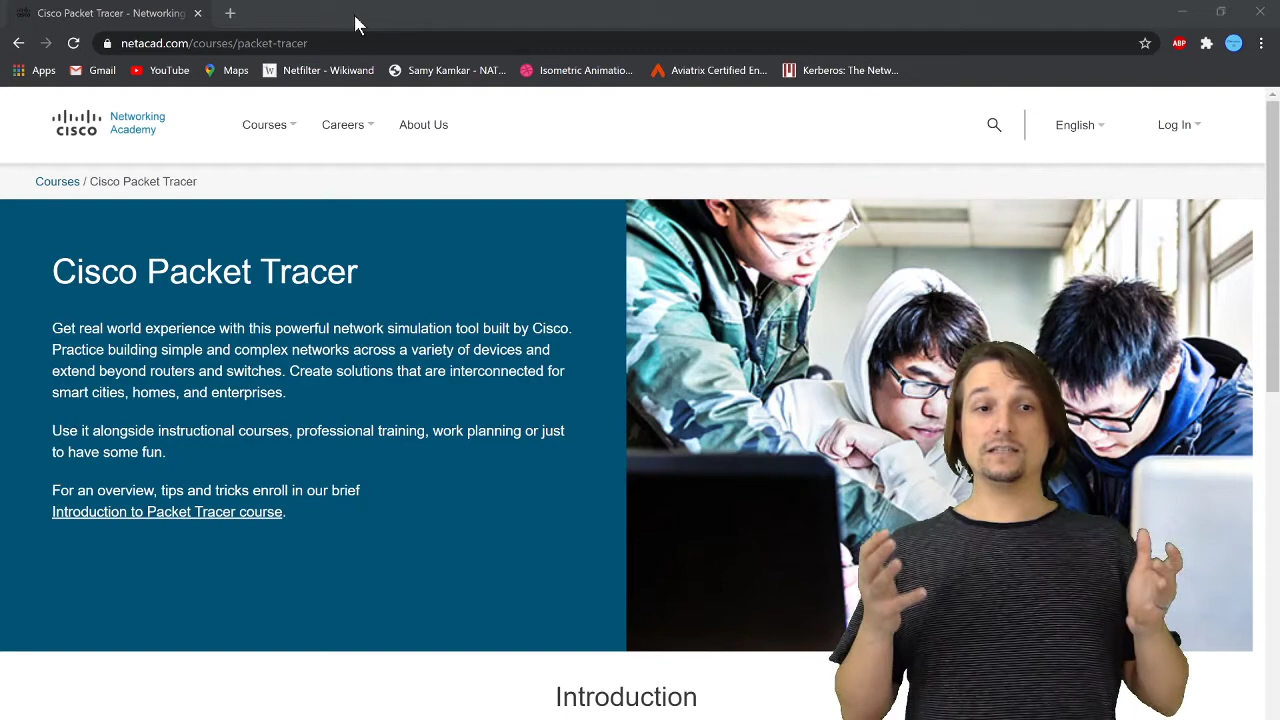 Cisco Packet Tracer - Networking
netacad.com/courses/packet-tracer
ABP
Apps Gmail YouTube Maps W Netfilter - Wikiwand Samy Kamkar - NAT... Isometric Animatio... Aviatrix Certified En... Kerberos: The Netw...
CISCO
Networking
Academy
Courses Careers About Us English Log In
Courses / Cisco Packet Tracer
Cisco Packet Tracer
Get real world experience with this powerful network simulation tool built by Cisco.
Practice building simple and complex networks across a variety of devices and
extend beyond routers and switches. Create solutions that are interconnected for
smart cities, homes, and enterprises.
Use it alongside instructional courses, professional training, work planning or just
to have some fun.
For an overview, tips and tricks enroll in our brief
Introduction to Packet Tracer course.
Introduction